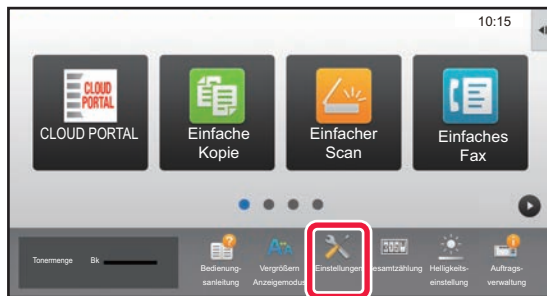 10:15
CLOUD
PORTAL
CLOUD PORTAL
Einfache
Kopie
Einfacher
Scan
Einfaches
Fax
Tonermenge Bk
Bedienung-
sanleitung
Vergrößern
Anzeigemodus
Einstellungen
esamtzählung
Helligkeits-
einstellung
Auftrags-
verwaltung